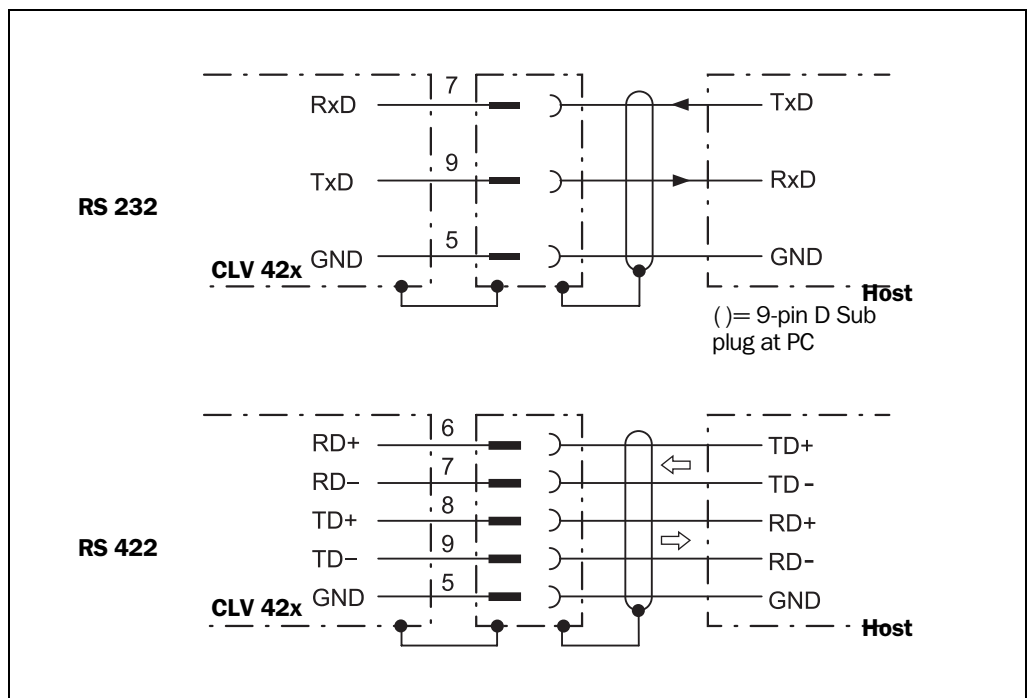 7
RxD TxD
9
TxD RxD
RS 232
5
CLV 42x GND GND
Host
( )= 9-pin D Sub
plug at PC
6
RD+ TD+
7
RD– TD-
8
TD+ RD+
RS 422
9
TD– RD-
5
CLV 42x GND GND
Host